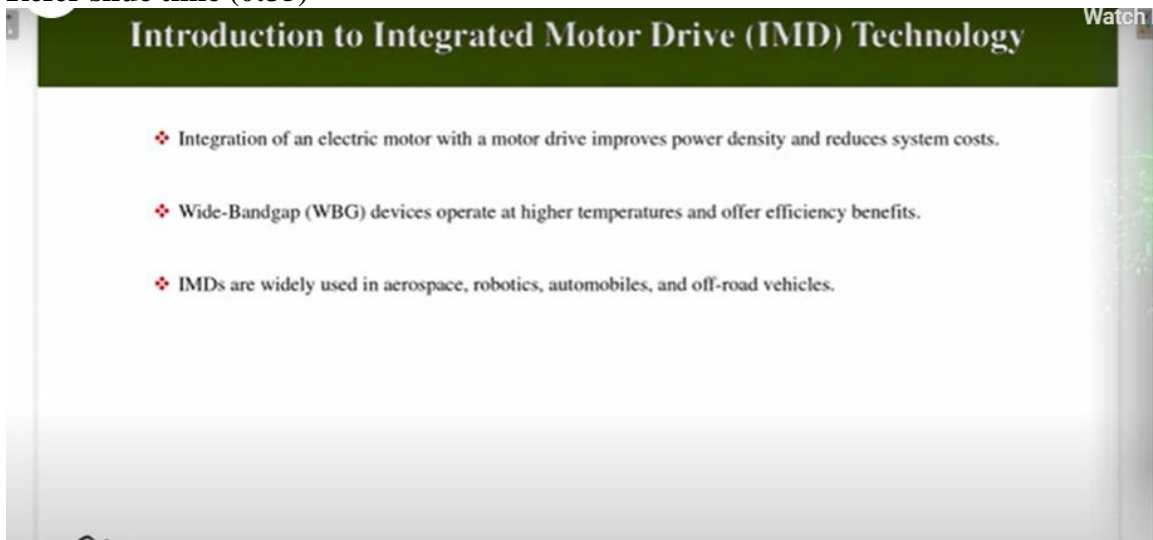 Watch
Introduction to Integrated Motor Drive (IMD) Technology
❖ Integration of an electric motor with a motor drive improves power density and reduces system costs.
❖ Wide-Bandgap (WBG) devices operate at higher temperatures and offer efficiency benefits.
❖ IMDs are widely used in aerospace, robotics, automobiles, and off-road vehicles.